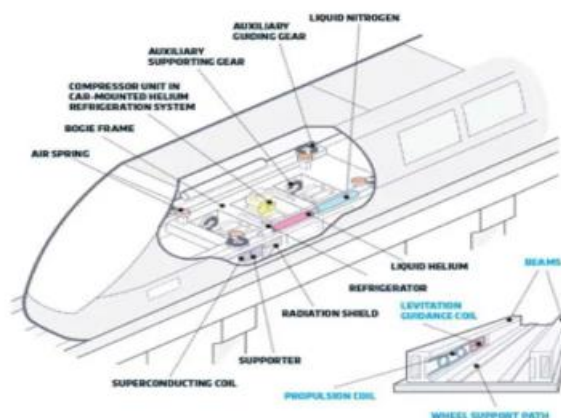 LIQUID NITROGEN
AUXILIARY
GUIDING GEAR
AUXILIARY
SUPPORTING GEAR
COMPRESSOR UNIT IN
CAR-MOUNTED HELIUM
REFRIGERATION SYSTEM
BOGIE FRAME
AIR SPRING
LIQUID HELIUM
REFRIGERATOR
RADIATION SHIELD
SUPPORTER
SUPERCONDUCTING COIL
BEAMS
LEVITATION
GUIDANCE COIL
PROPULSION COIL
WHEEL SUPPORT PATH